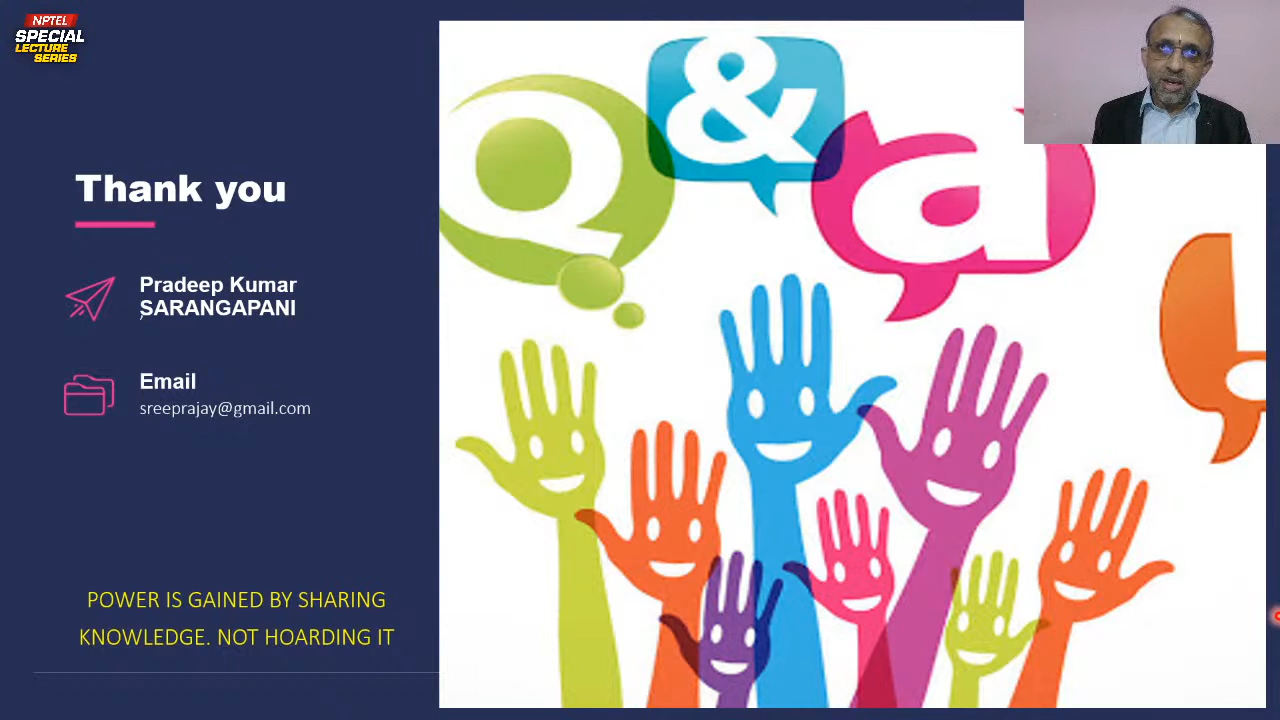 NPTEL
SPECIAL
LECTURE
SERIES
Q & a
Thank you
Pradeep Kumar
SARANGAPANI
Email
sreeprajay@gmail.com
POWER IS GAINED BY SHARING
KNOWLEDGE. NOT HOARDING IT